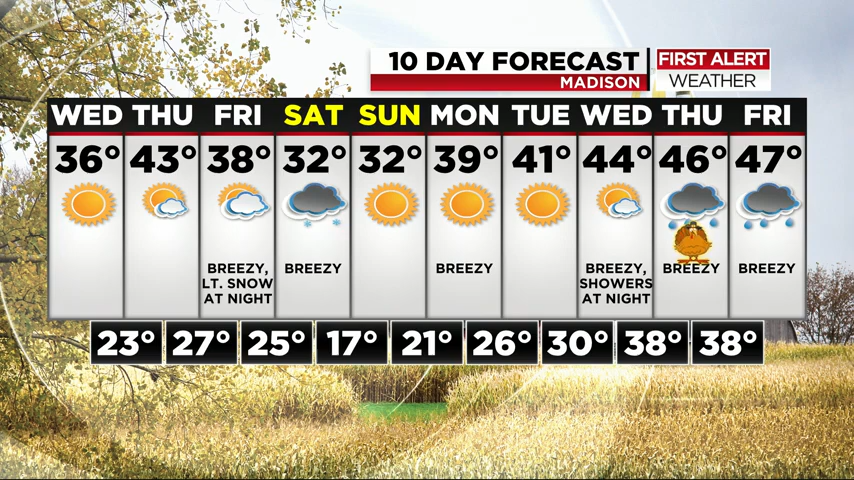 10 DAY FORECAST
MADISON
FIRST ALERT
WEATHER
WED THU FRI SAT SUN MON TUE WED THU FRI
36° 43° 38° 32° 32° 39° 41° 44° 46° 47°
BREEZY,
LT. SNOW
AT NIGHT
BREEZY
BREEZY
BREEZY,
SHOWERS
AT NIGHT
BREEZY
BREEZY
23° 27° 25° 17° 21° 26° 30° 38° 38°